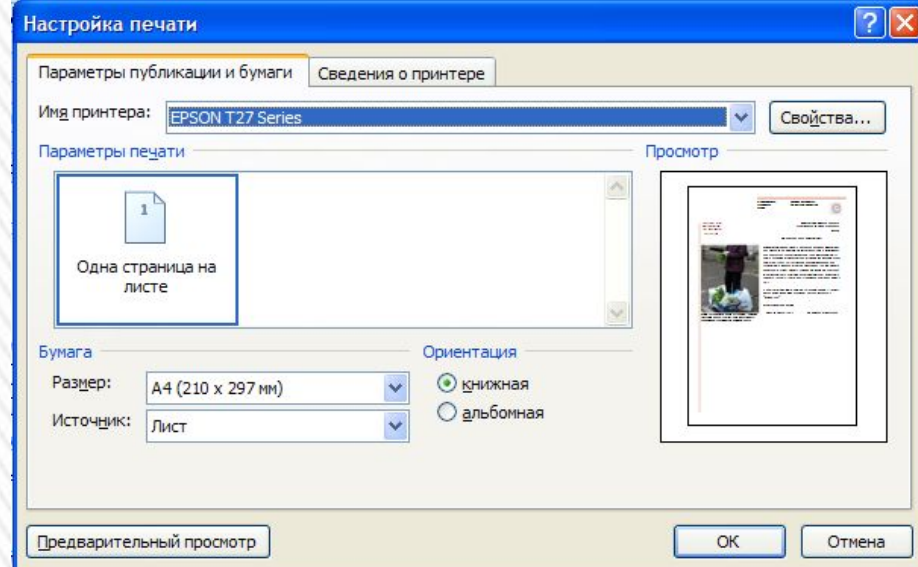 Настройка печати
Параметры публикации и бумаги
Сведения о принтере
Имя принтера:
EPSON T27 Series
Свойства...
Параметры печати
Просмотр
1
Одна страница на
листе
Бумага
Ориентация
Размер:
A4 (210 x 297 мм)
книжная
альбомная
Источник:
Лист
Предварительный просмотр
ОК
Отмена